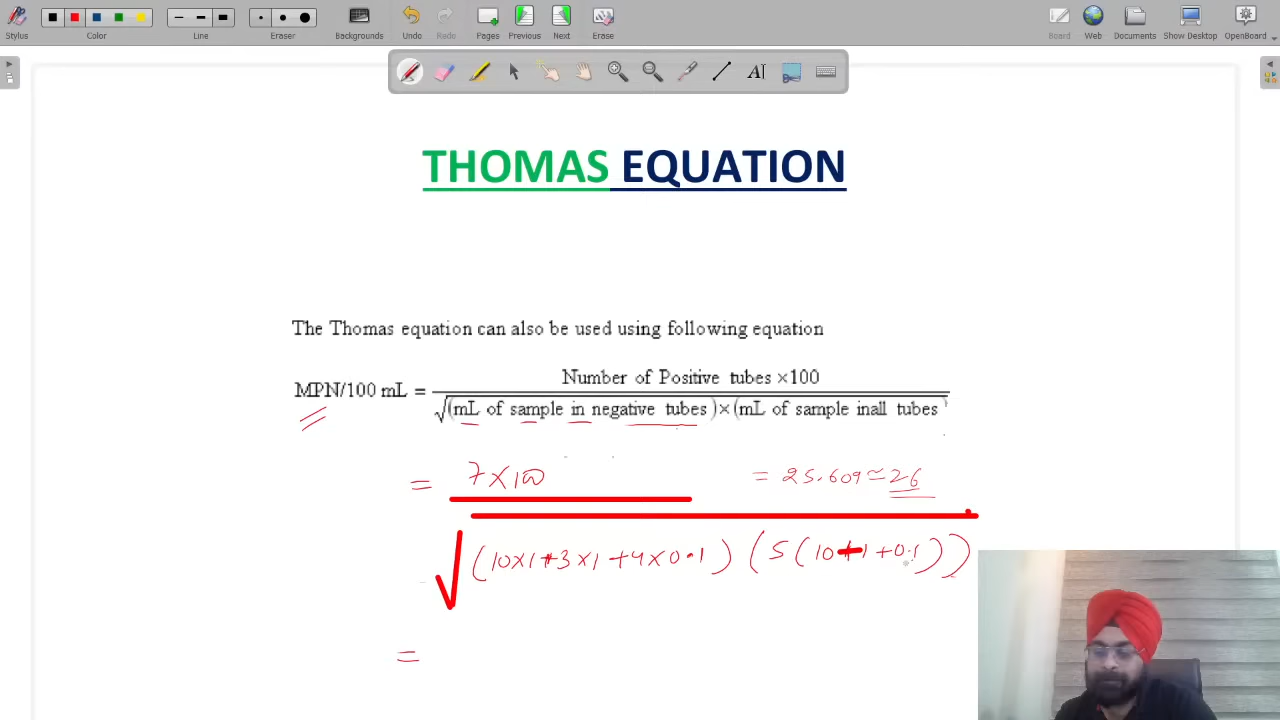 Stylus Color Line Eraser Backgrounds Undo Redo Pages Previous Next Erase Board Web Documents Show Desktop OpenBoard
THOMAS EQUATION
The Thomas equation can also be used using following equation
Number of Positive tubes ×100
MPN/100 mL =
√(mL of sample in negative tubes)×(mL of sample inall tubes)
= 7×100
= 25.609 ≃ 26
√(10×1+3×1+4×0.1) (5(10+1+0.1))
=